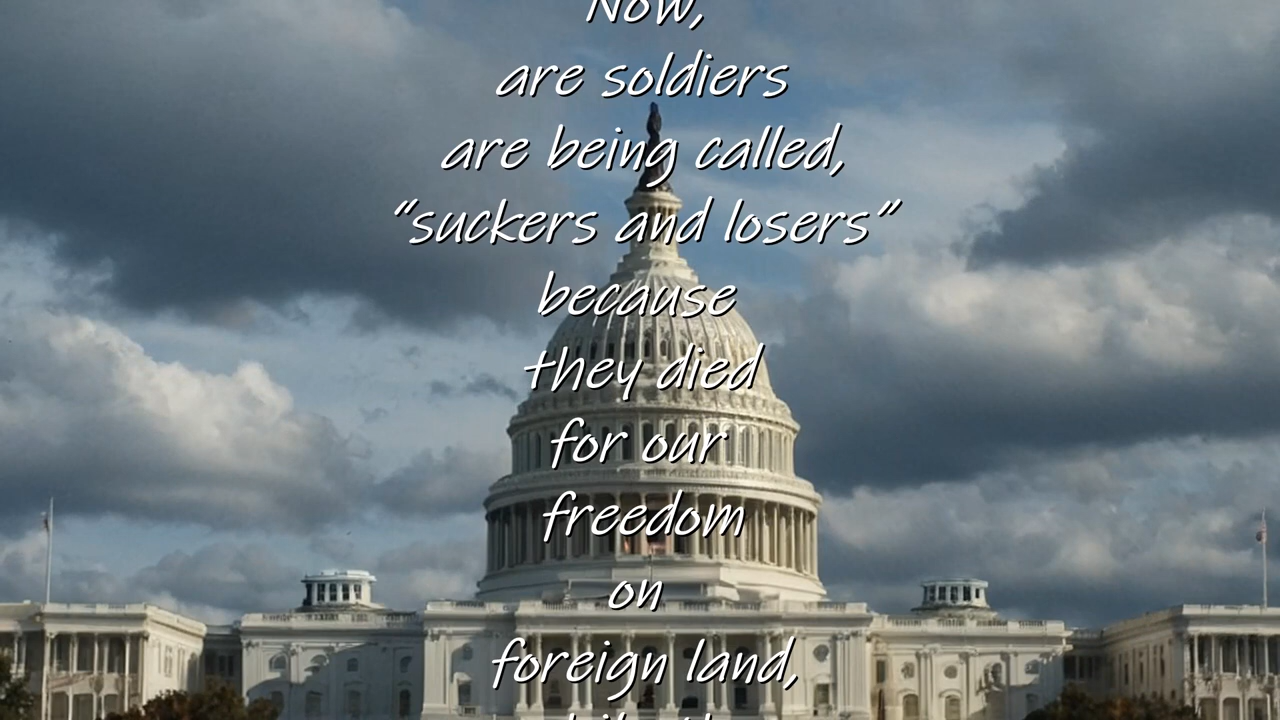 Now,
are soldiers
are being called,
“suckers and losers”
because
they died
for our
freedom
on
foreign land,